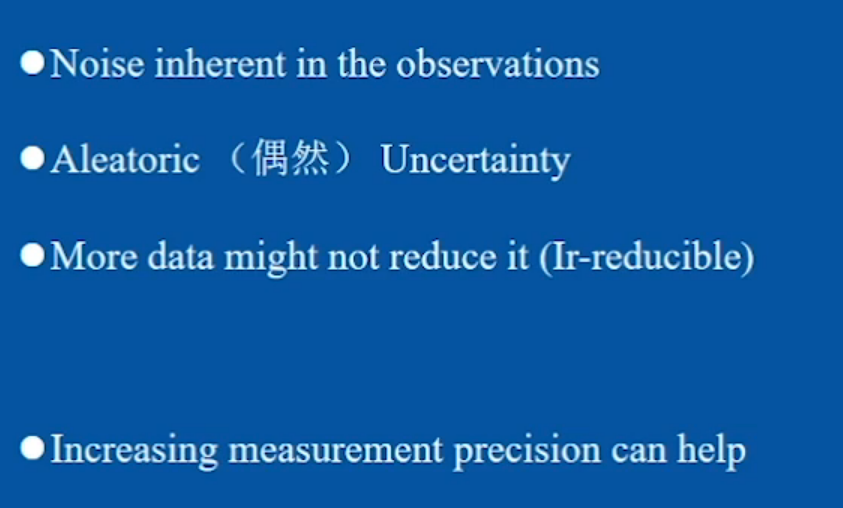 ●Noise inherent in the observations
●Aleatoric （偶然） Uncertainty
●More data might not reduce it (Ir-reducible)
●Increasing measurement precision can help